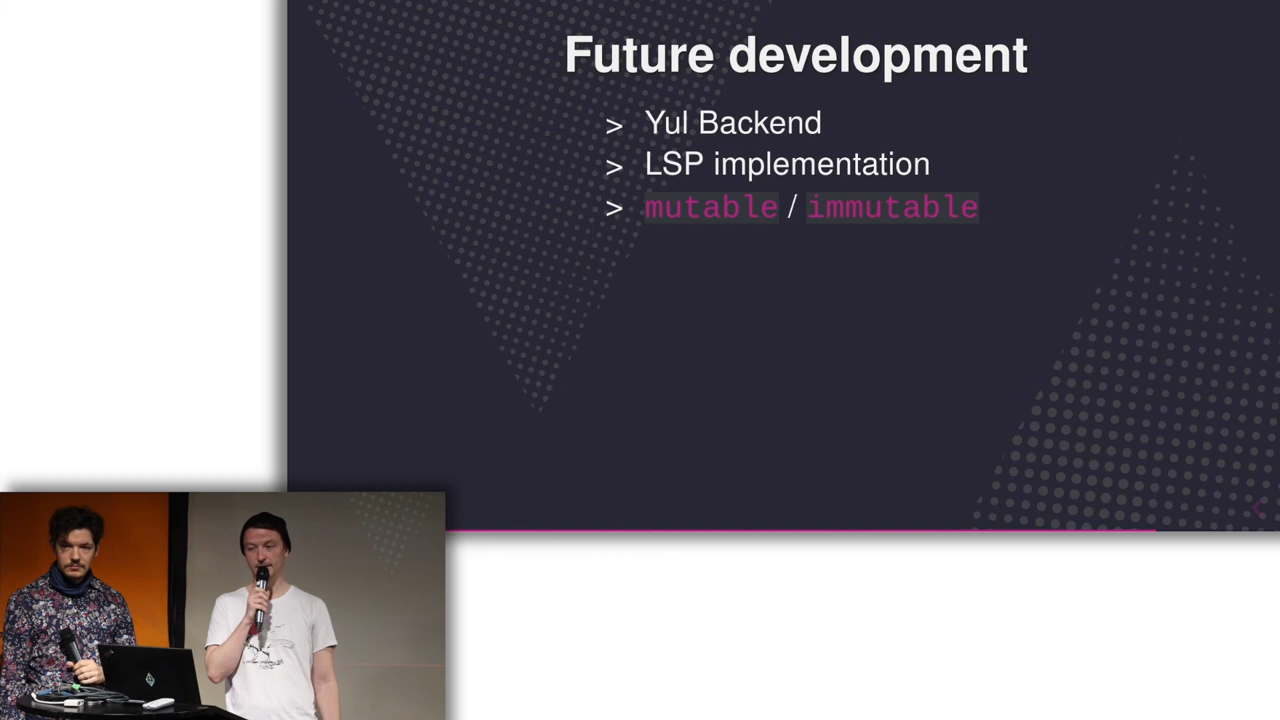 Future development
> Yul Backend
> LSP implementation
> mutable / immutable